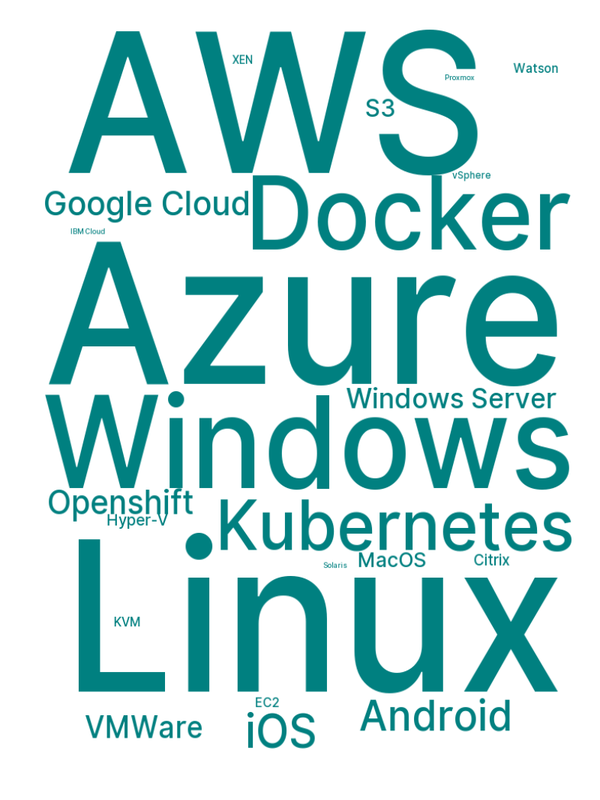 AWS
XEN
Proxmox
Watson
S3
vSphere
Google Cloud
Docker
IBM Cloud
Azure
Windows Server
Windows
Openshift
Hyper-V
Kubernetes
Solaris
MacOS
Citrix
Linux
KVM
EC2
VMWare
iOS
Android